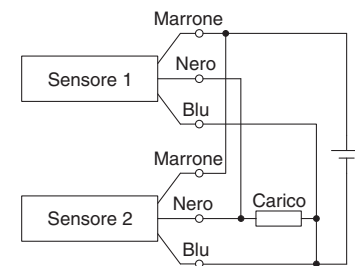 Marrone
Nero
Sensore 1
Blu
Marrone
Nero
Carico
Sensore 2
Blu